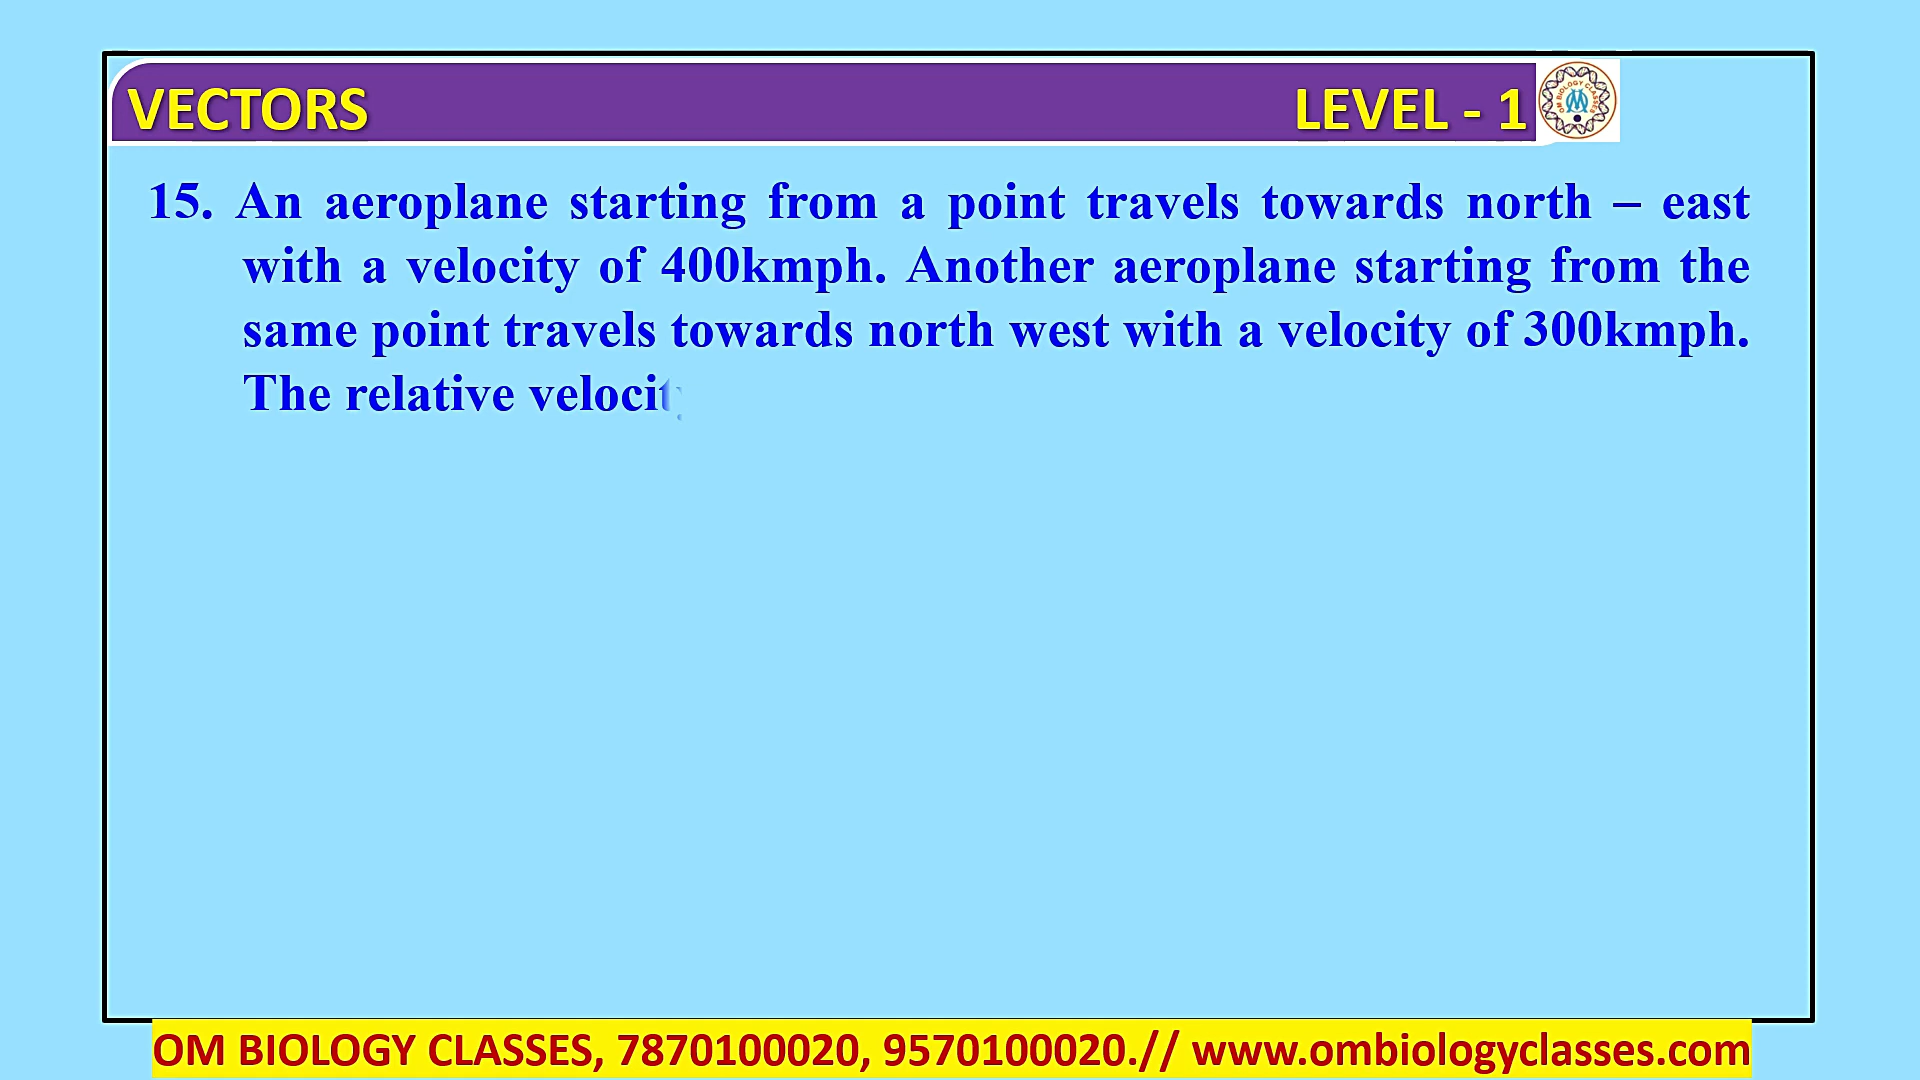 VECTORS LEVEL - 1
15. An aeroplane starting from a point travels towards north – east
with a velocity of 400kmph. Another aeroplane starting from the
same point travels towards north west with a velocity of 300kmph.
The relative velocity
OM BIOLOGY CLASSES, 7870100020, 9570100020.// www.ombiologyclasses.com